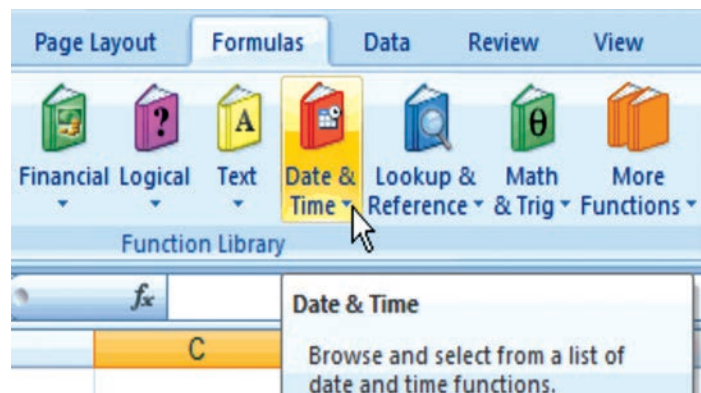 Page Layout Formulas Data Review View
? A θ
Financial Logical Text Date & Time Lookup & Reference Math & Trig More Functions
Function Library
fx
Date & Time
C
Browse and select from a list of
date and time functions.